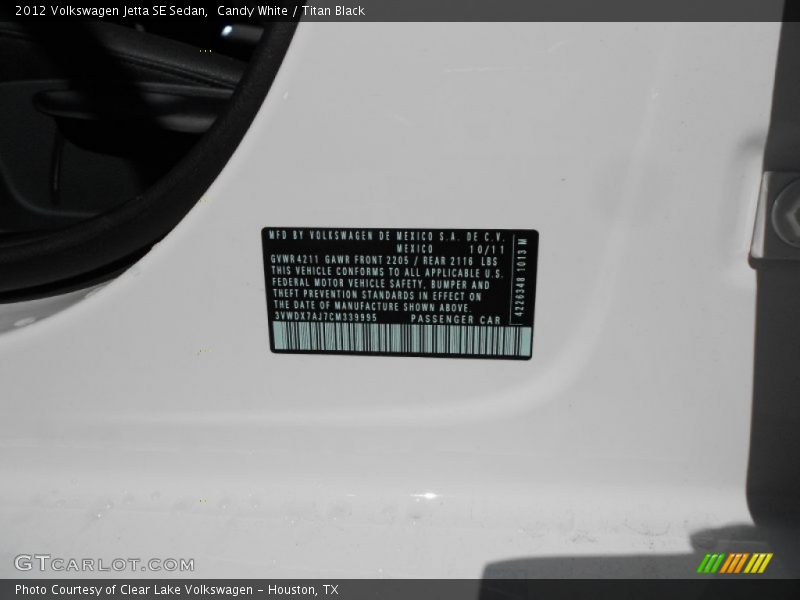 2012 Volkswagen Jetta SE Sedan,  Candy White / Titan Black
MFD BY VOLKSWAGEN DE MEXICO S.A. DE C.V.
MEXICO 10/11
GVWR 4211 GAWR FRONT 2205 / REAR 2116 LBS
THIS VEHICLE CONFORMS TO ALL APPLICABLE U.S.
FEDERAL MOTOR VEHICLE SAFETY, BUMPER AND
THEFT PREVENTION STANDARDS IN EFFECT ON
THE DATE OF MANUFACTURE SHOWN ABOVE.
3VWDX7AJ7CM339995 PASSENGER CAR
4226348 1013 M
GTCARLOT.COM
Photo Courtesy of Clear Lake Volkswagen - Houston, TX